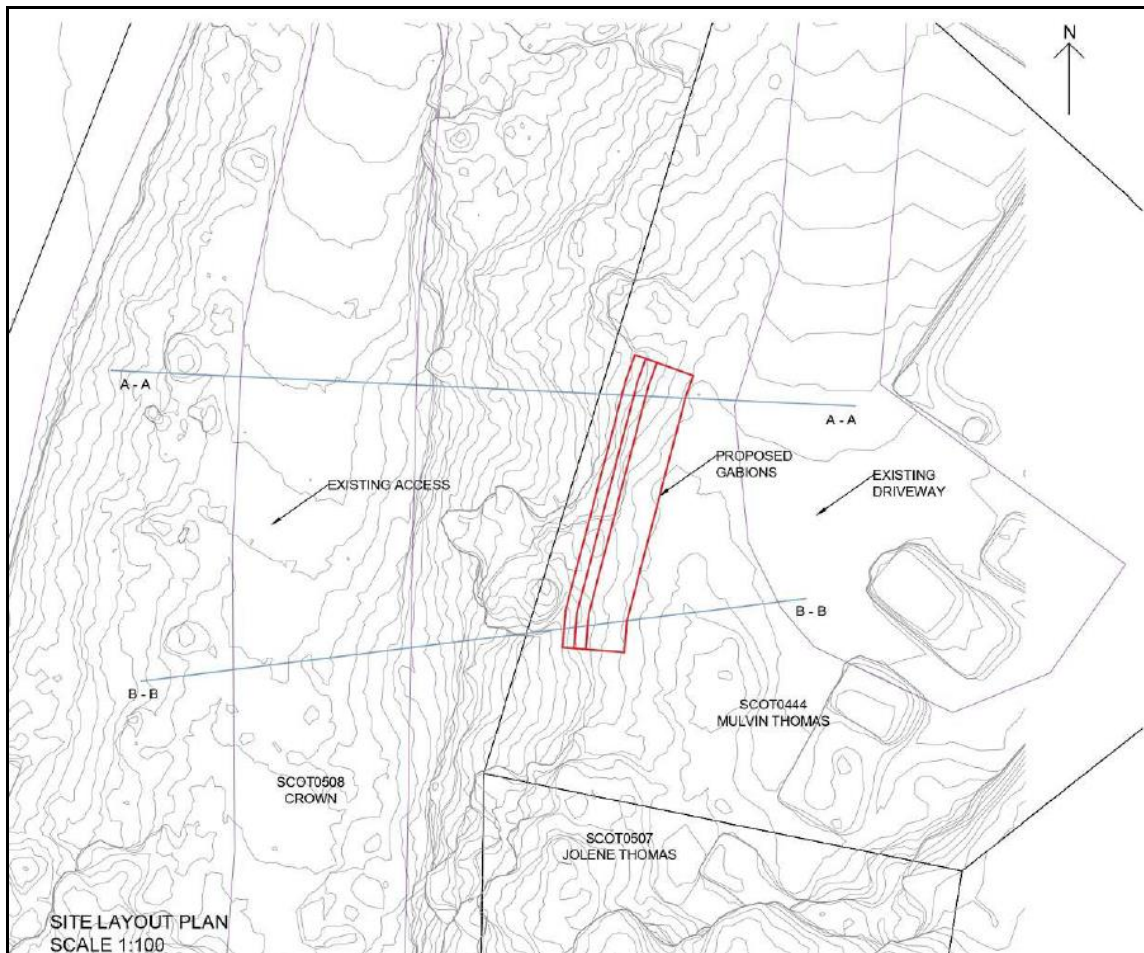 N
A - A
A - A
EXISTING ACCESS
PROPOSED
GABIONS
EXISTING
DRIVEWAY
B - B
B - B
SCOT0444
MULVIN THOMAS
SCOT0508
CROWN
SCOT0507
JOLENE THOMAS
SITE LAYOUT PLAN
SCALE 1:100